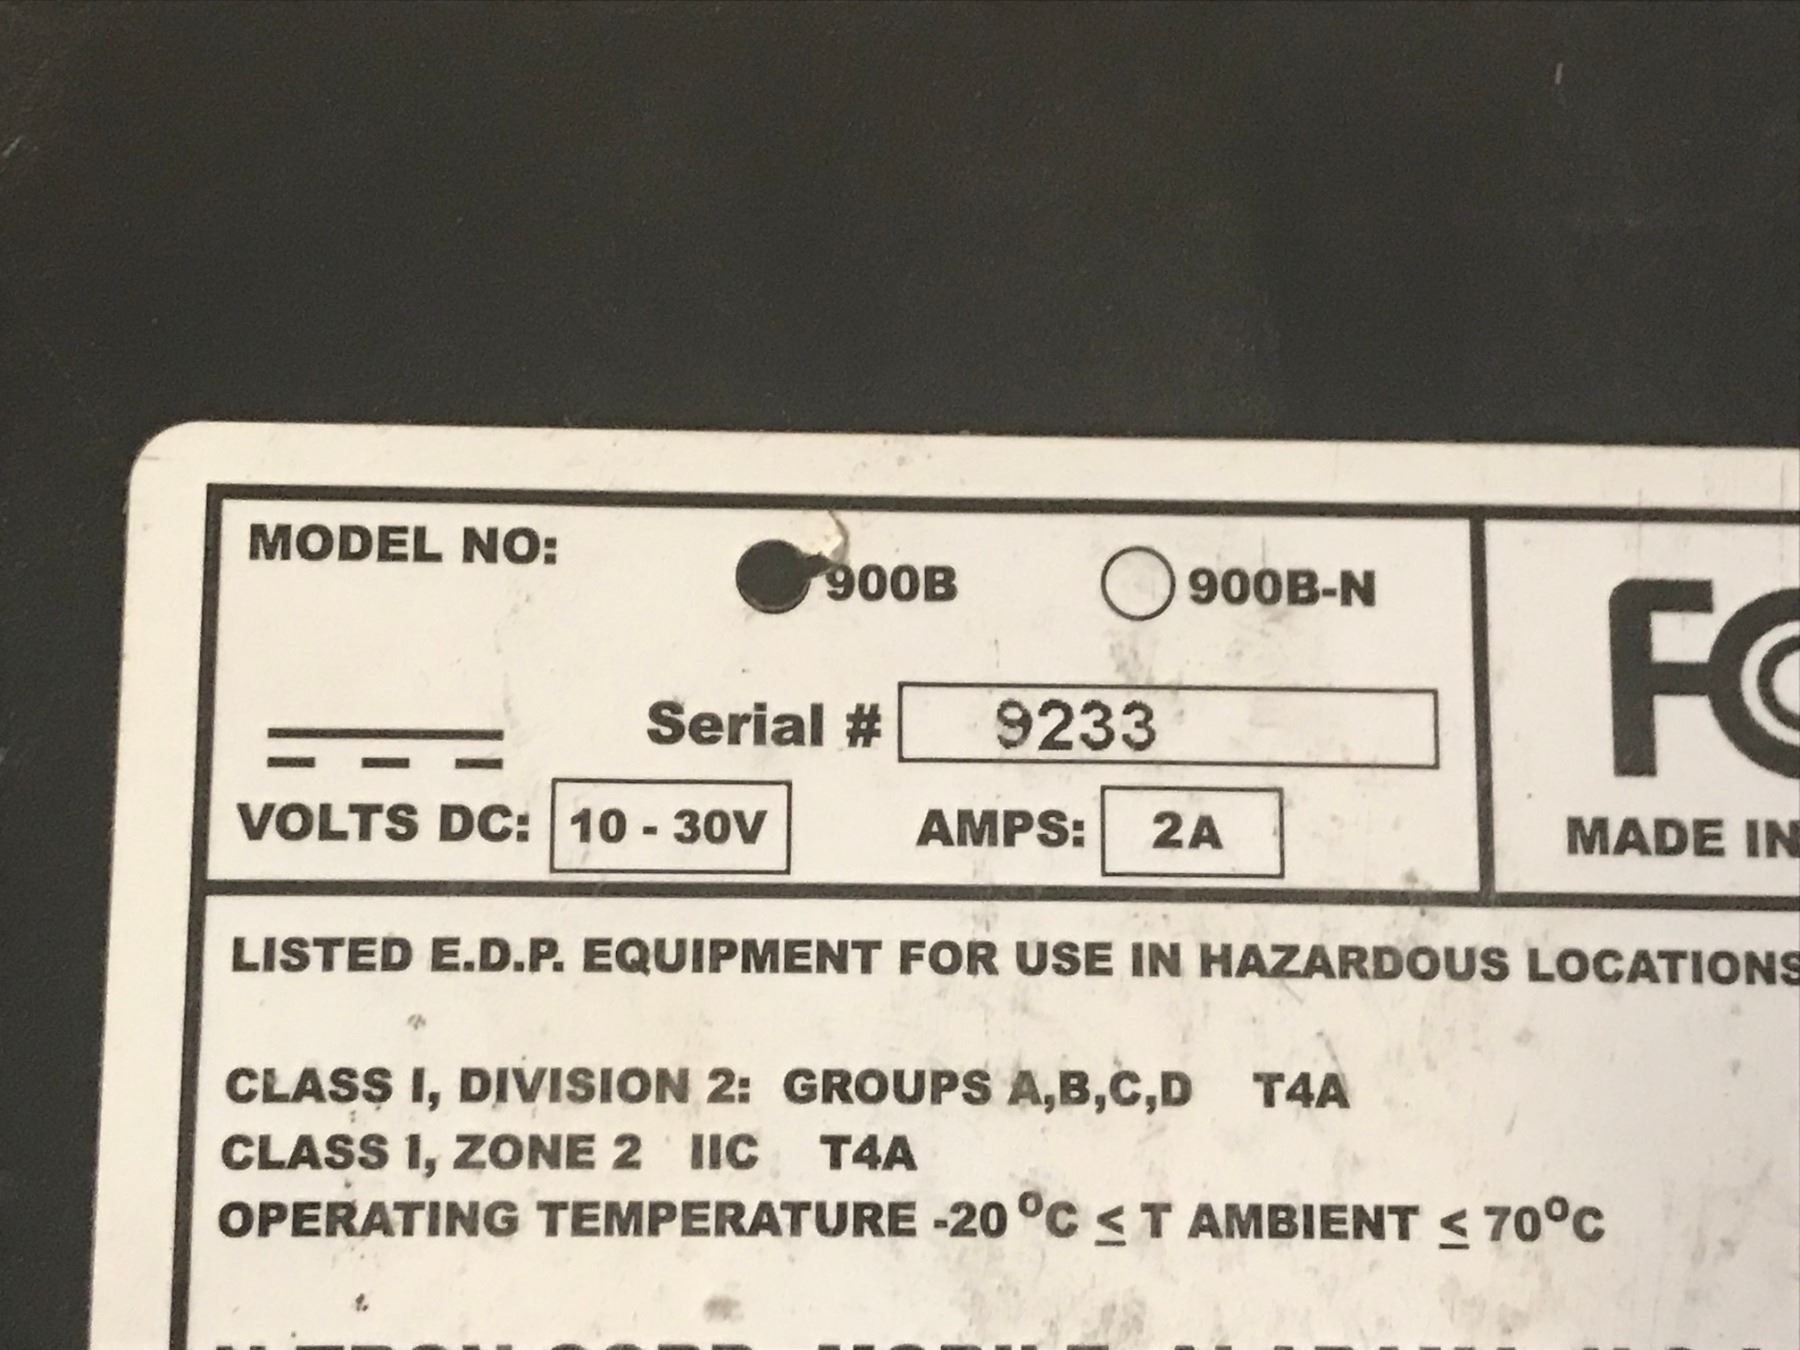 MODEL NO: 900B 900B-N
Serial # 9233
VOLTS DC: 10 - 30V AMPS: 2A
MADE IN
LISTED E.D.P. EQUIPMENT FOR USE IN HAZARDOUS LOCATIONS
CLASS I, DIVISION 2: GROUPS A,B,C,D T4A
CLASS I, ZONE 2 IIC T4A
OPERATING TEMPERATURE -20 °C ≤ T AMBIENT ≤ 70°C